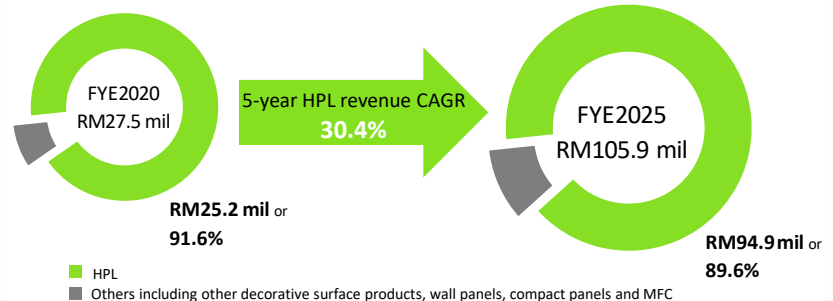 FYE2020
RM27.5 mil
5-year HPL revenue CAGR
30.4%
FYE2025
RM105.9 mil
RM25.2 mil or
91.6%
RM94.9 mil or
89.6%
HPL
Others including other decorative surface products, wall panels, compact panels and MFC